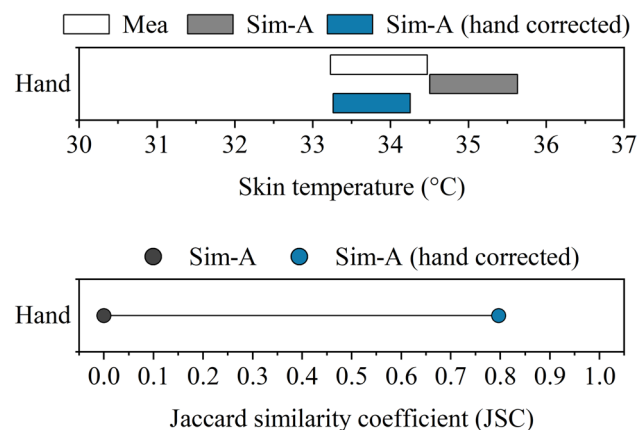 Mea Sim-A Sim-A (hand corrected)
Hand
30 31 32 33 34 35 36 37
Skin temperature (°C)
Sim-A Sim-A (hand corrected)
Hand
0.0 0.1 0.2 0.3 0.4 0.5 0.6 0.7 0.8 0.9 1.0
Jaccard similarity coefficient (JSC)